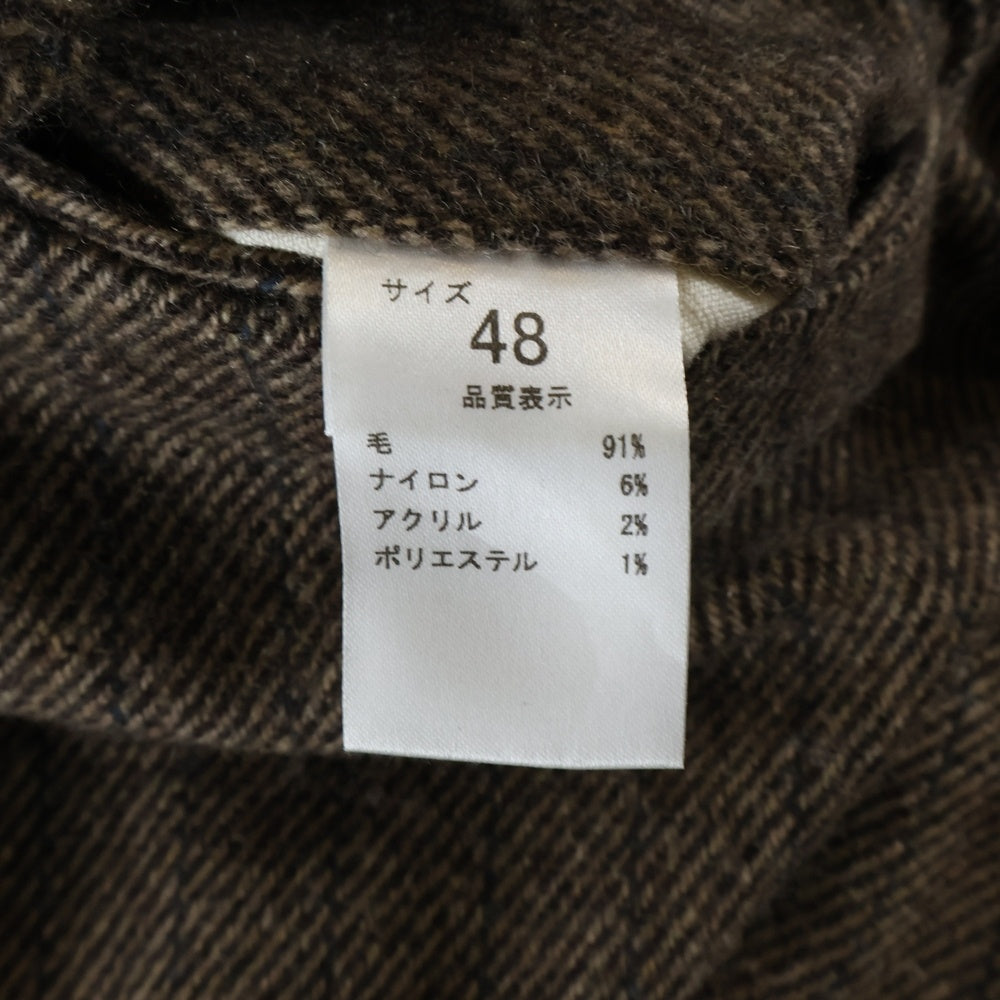 サイズ
48
品質表示
毛 91%
ナイロン 6%
アクリル 2%
ポリエステル 1%